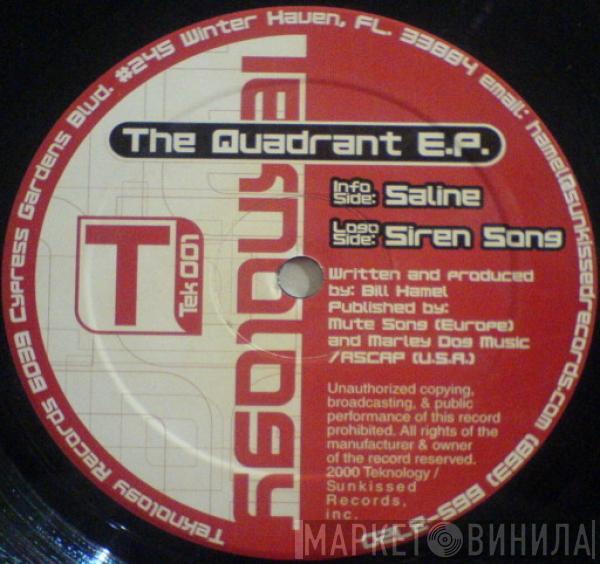 Teknology Records 6039 Cypress Gardens Blvd. #245 Winter Haven, FL. 33884 email: hamel@sunkissedrecords.com (863)
Teknology
The Quadrant E.P.
Info Side: Saline
Logo Side: Siren Song
T
Tek 001
Written and Produced
by: Bill Hamel
Published by:
Mute Song (Europe)
and Marley Dog Music
/ASCAP (U.S.A.)
Unauthorized copying,
broadcasting, & public
performance of this record
prohibited. All rights of the
manufacturer & owner
of the record reserved.
2000 Teknology /
Sunkissed
Records,
inc.
МАРКЕТ ВИНИЛА